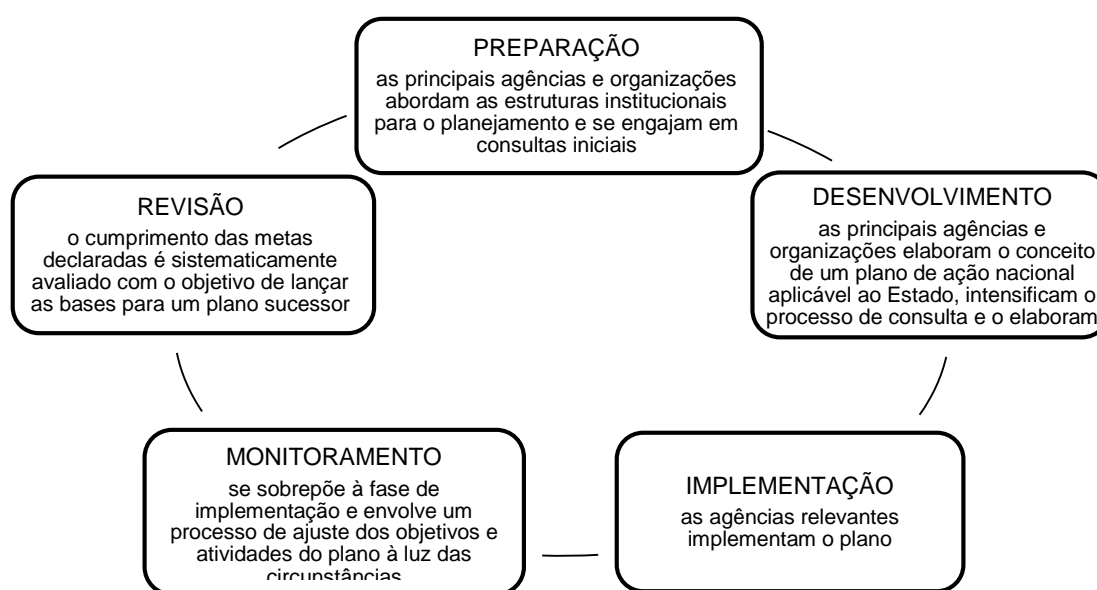 PREPARAÇÃO
as principais agências e organizações
abordam as estruturas institucionais
para o planejamento e se engajam em
consultas iniciais
DESENVOLVIMENTO
as principais agências e
organizações elaboram o conceito
de um plano de ação nacional
aplicável ao Estado, intensificam o
processo de consulta e o elaboram
IMPLEMENTAÇÃO
as agências relevantes
implementam o plano
MONITORAMENTO
se sobrepõe à fase de
implementação e envolve um
processo de ajuste dos objetivos e
atividades do plano à luz das
circunstâncias
REVISÃO
o cumprimento das metas
declaradas é sistematicamente
avaliado com o objetivo de lançar
as bases para um plano sucessor